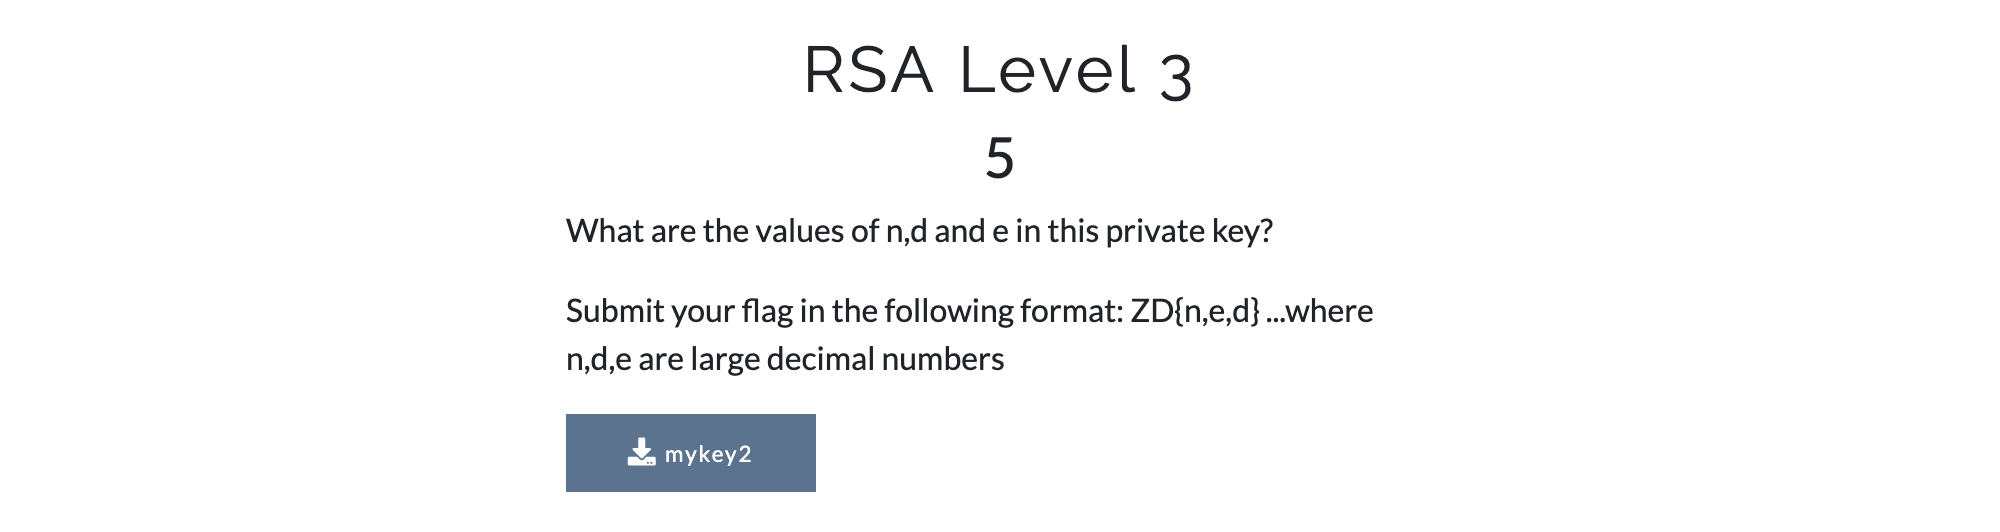 RSA Level 3
5
What are the values of n,d and e in this private key?
Submit your flag in the following format: ZD{n,e,d} ...where
n,d,e are large decimal numbers
mykey2